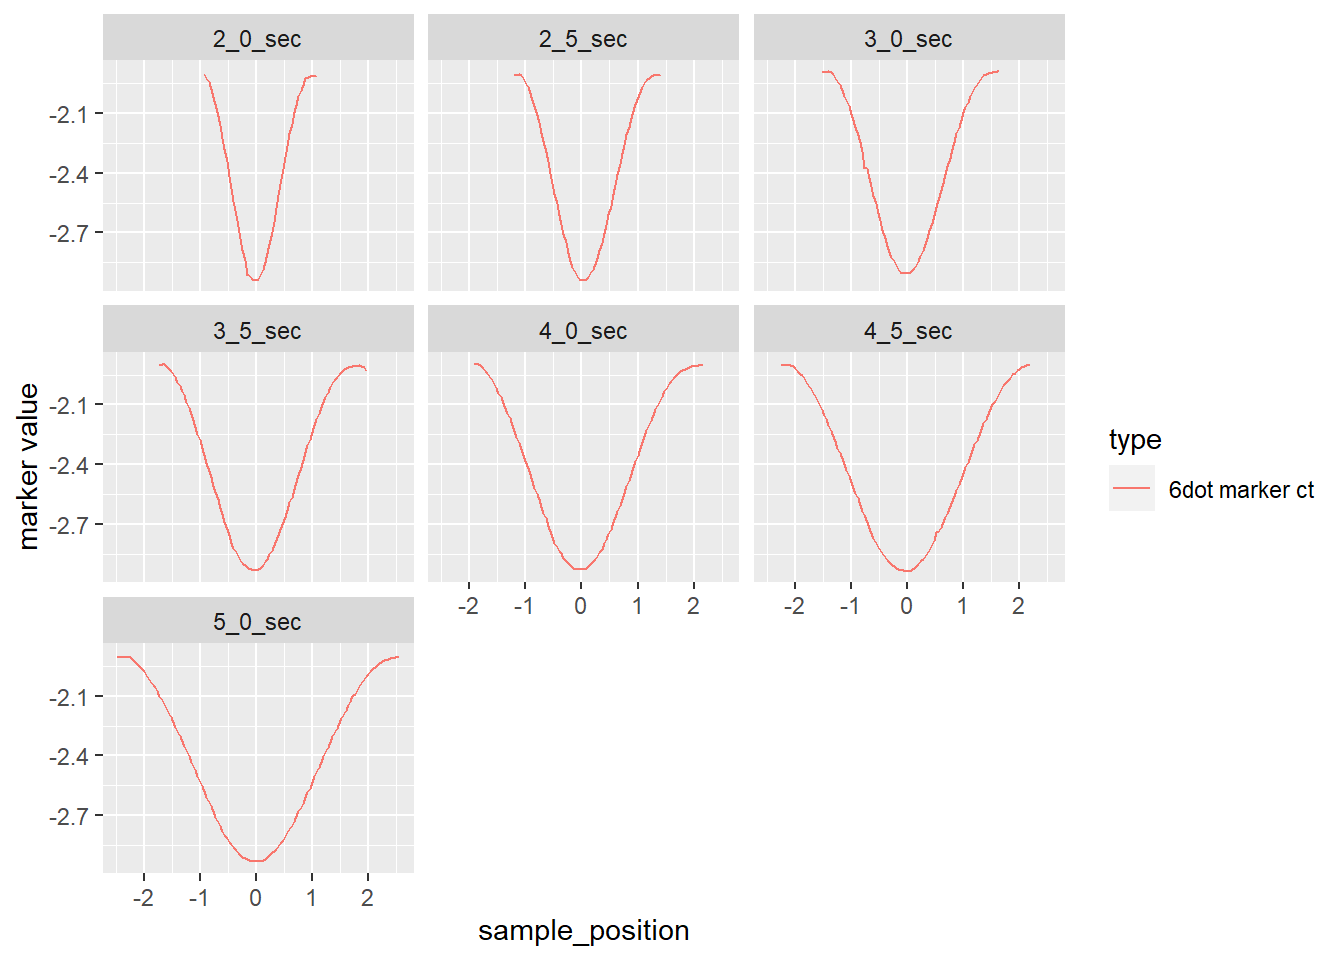 2_0_sec 2_5_sec 3_0_sec
-2.1
-2.4
-2.7
3_5_sec 4_0_sec 4_5_sec
-2.1
-2.4
-2.7
-2 -1 0 1 2 -2 -1 0 1 2
5_0_sec
-2.1
-2.4
-2.7
-2 -1 0 1 2
sample_position
marker value
type
6dot marker ct